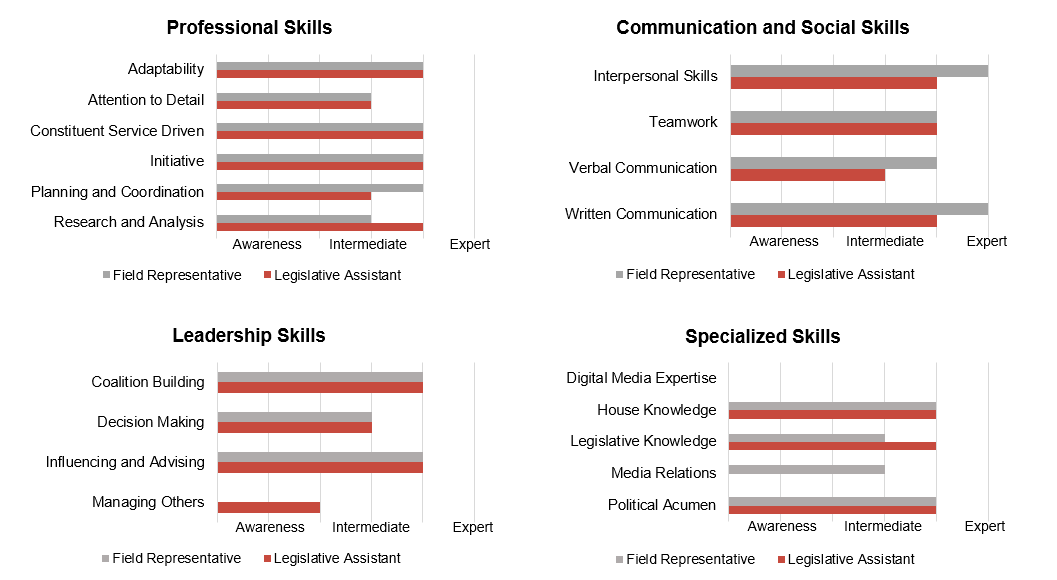 Professional Skills
Adaptability
Attention to Detail
Constituent Service Driven
Initiative
Planning and Coordination
Research and Analysis
Awareness Intermediate Expert
Field Representative Legislative Assistant
Communication and Social Skills
Interpersonal Skills
Teamwork
Verbal Communication
Written Communication
Awareness Intermediate Expert
Field Representative Legislative Assistant
Leadership Skills
Coalition Building
Decision Making
Influencing and Advising
Managing Others
Awareness Intermediate Expert
Field Representative Legislative Assistant
Specialized Skills
Digital Media Expertise
House Knowledge
Legislative Knowledge
Media Relations
Political Acumen
Awareness Intermediate Expert
Field Representative Legislative Assistant